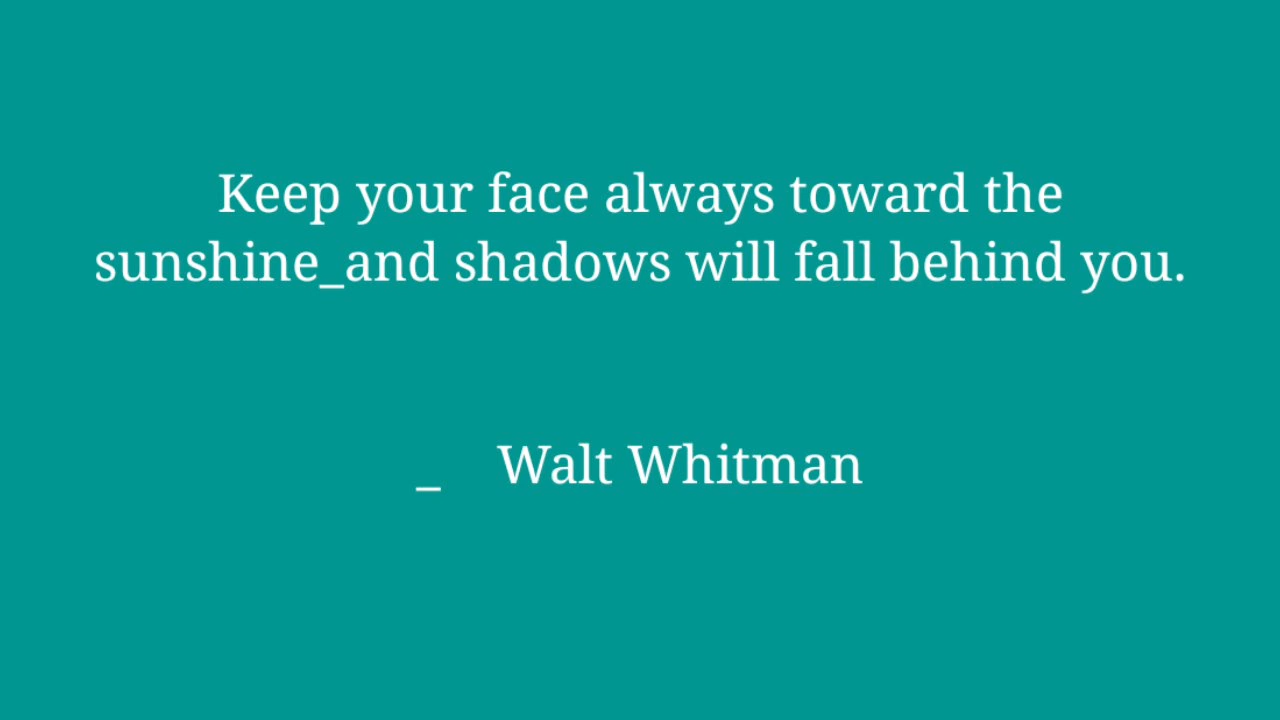 Keep your face always toward the
sunshine_and shadows will fall behind you.
_ Walt Whitman